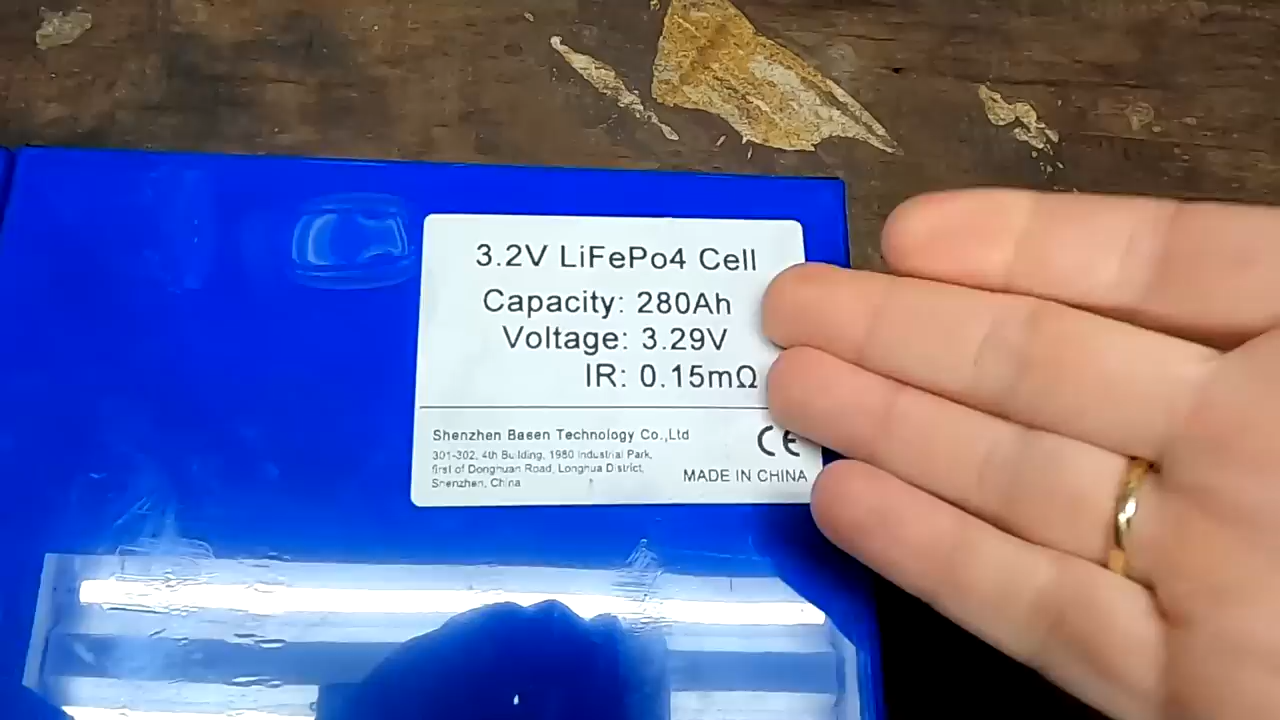 3.2V LiFePo4 Cell
Capacity: 280Ah
Voltage: 3.29V
IR: 0.15mΩ
Shenzhen Basen Technology Co.,Ltd
301-302, 4th Building, 1980 Industrial Park,
first of Donghuan Road, Longhua District,
Shenzhen, China
CE
MADE IN CHINA